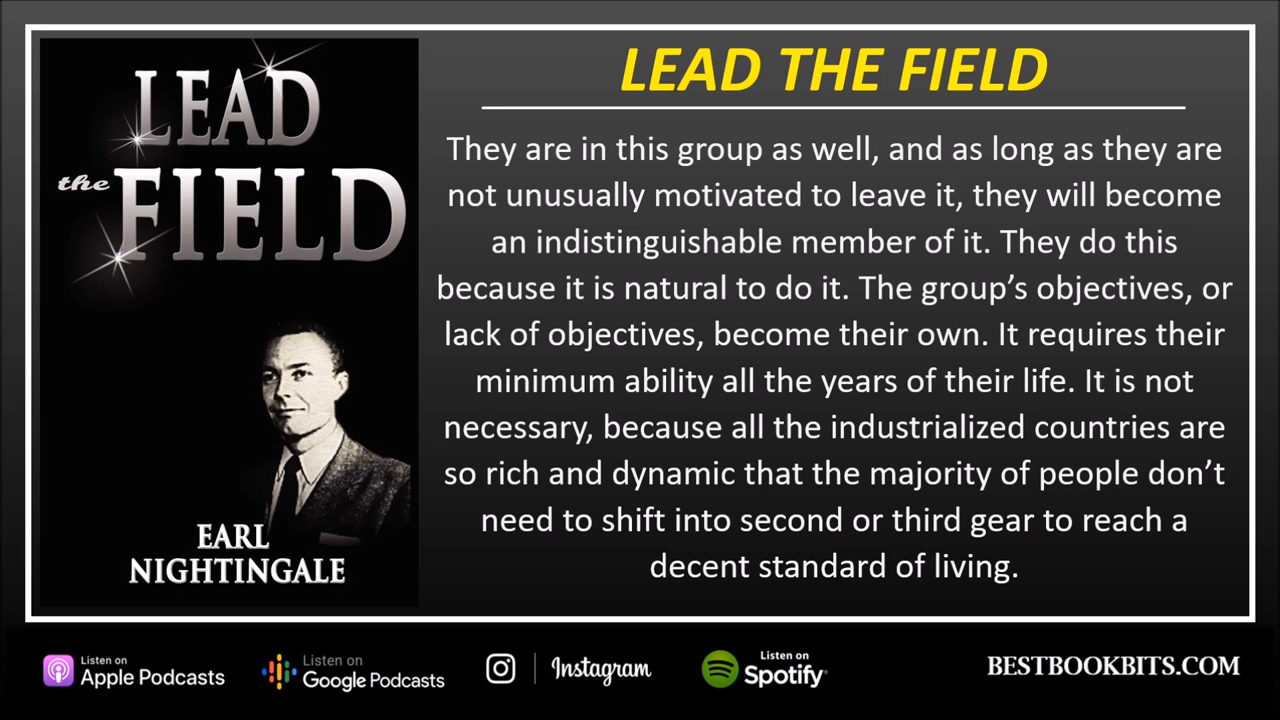 LEAD
the FIELD
EARL
NIGHTINGALE
LEAD THE FIELD
They are in this group as well, and as long as they are
not unusually motivated to leave it, they will become
an indistinguishable member of it. They do this
because it is natural to do it. The group’s objectives, or
lack of objectives, become their own. It requires their
minimum ability all the years of their life. It is not
necessary, because all the industrialized countries are
so rich and dynamic that the majority of people don’t
need to shift into second or third gear to reach a
decent standard of living.
Listen on
Apple Podcasts
Listen on
Google Podcasts
Instagram
Listen on
Spotify
BESTBOOKBITS.COM